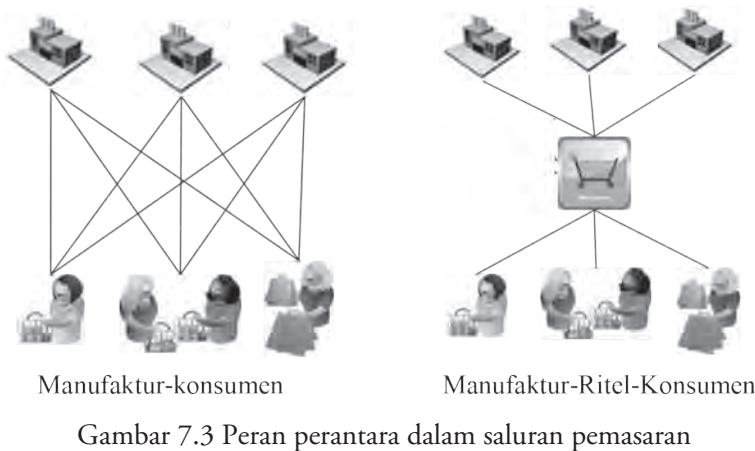 Manufaktur-konsumen
Manufaktur-Ritel-Konsumen
Gambar 7.3 Peran perantara dalam saluran pemasaran